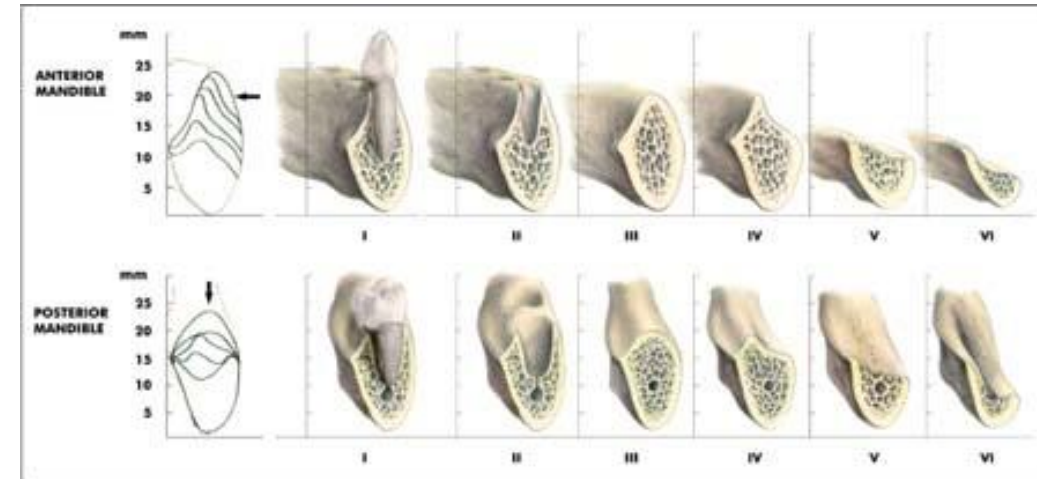 mm
25
ANTERIOR
MANDIBLE
20
15
10
5
I II III IV V VI
mm
25
POSTERIOR
MANDIBLE
20
15
10
5
I II III IV V VI